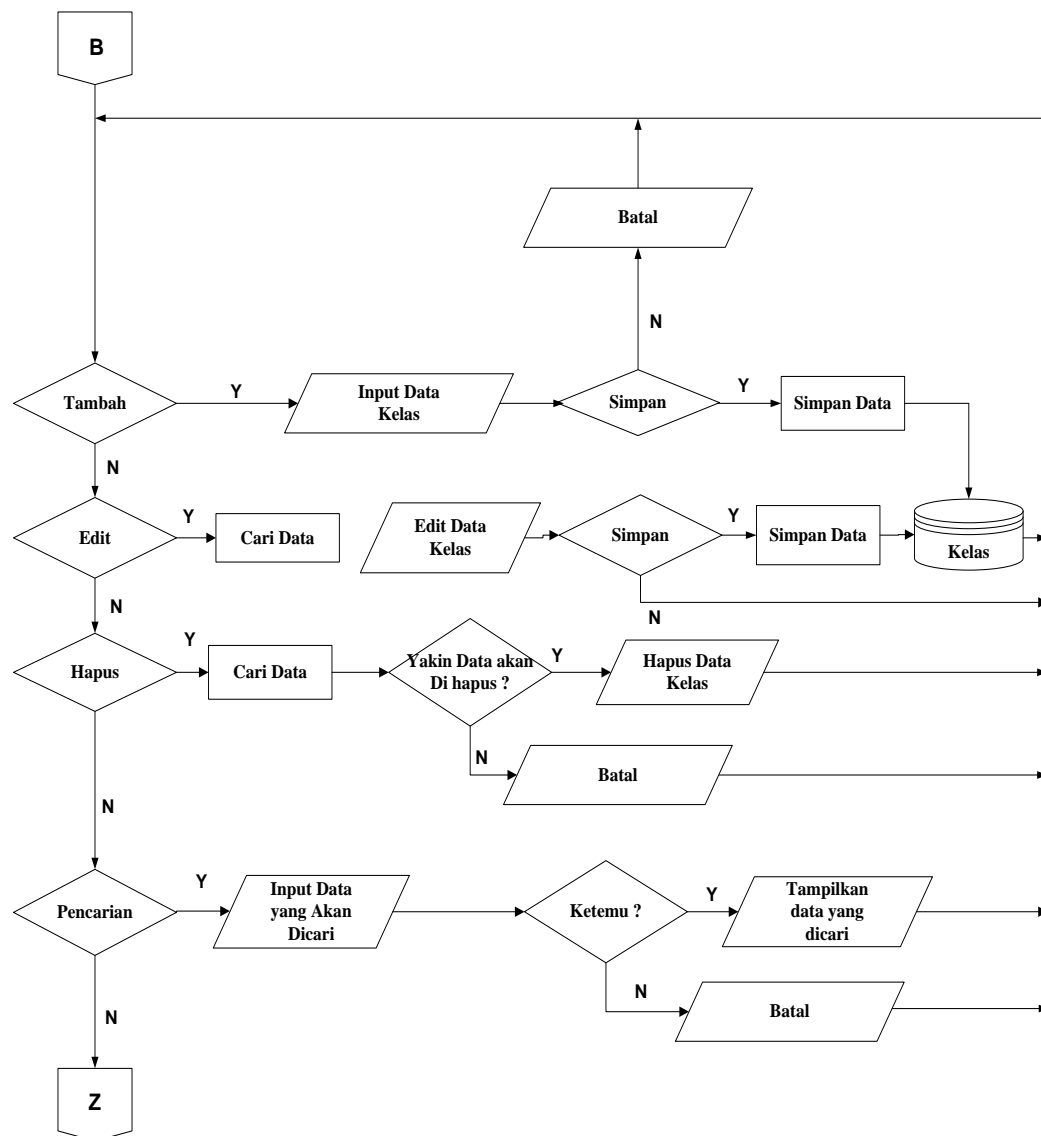 B
Batal
N
Tambah
Y
Input Data
Kelas
Simpan
Y
Simpan Data
N
Edit
Y
Cari Data
Edit Data
Kelas
Simpan
Y
Simpan Data
Kelas
N
N
Hapus
Y
Cari Data
Yakin Data akan
Di hapus ?
Y
Hapus Data
Kelas
N
Batal
N
Pencarian
Y
Input Data
yang Akan
Dicari
Ketemu ?
Y
Tampilkan
data yang
dicari
N
Batal
N
Z